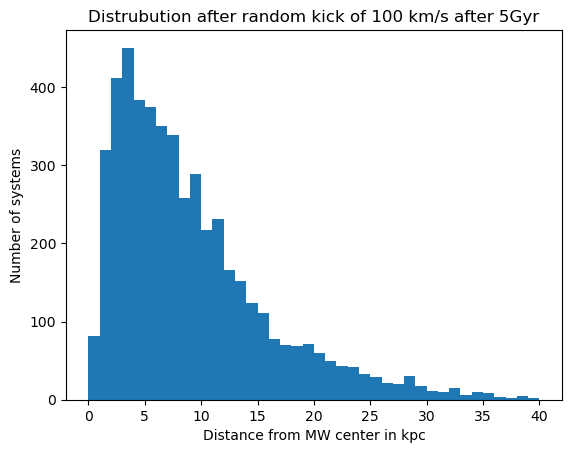 Distrubution after random kick of 100 km/s after 5Gyr
Number of systems
400
300
200
100
0
0 5 10 15 20 25 30 35 40
Distance from MW center in kpc